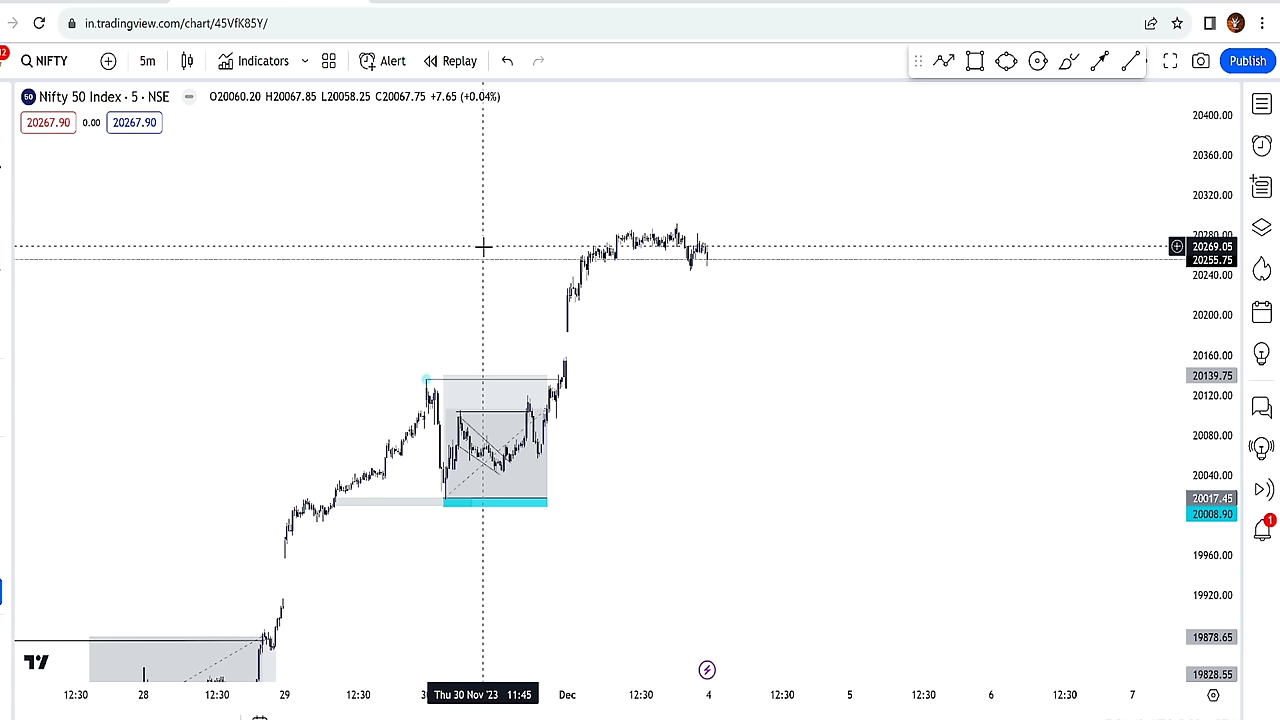 in.tradingview.com/chart/45VfK85Y/
NIFTY
5m
Indicators
Alert
Replay
Publish
50 Nifty 50 Index · 5 · NSE
O20060.20 H20067.85 L20058.25 C20067.75 +7.65 (+0.04%)
20267.90 0.00 20267.90
20400.00
20360.00
20320.00
20280.00
20269.05
20255.75
20240.00
20200.00
20160.00
20139.75
20120.00
20080.00
20040.00
20017.45
20008.90
1
19960.00
19920.00
19878.65
19828.55
12:30 28 12:30 29 12:30 Thu 30 Nov '23 11:45 Dec 12:30 4 12:30 5 12:30 6 12:30 7